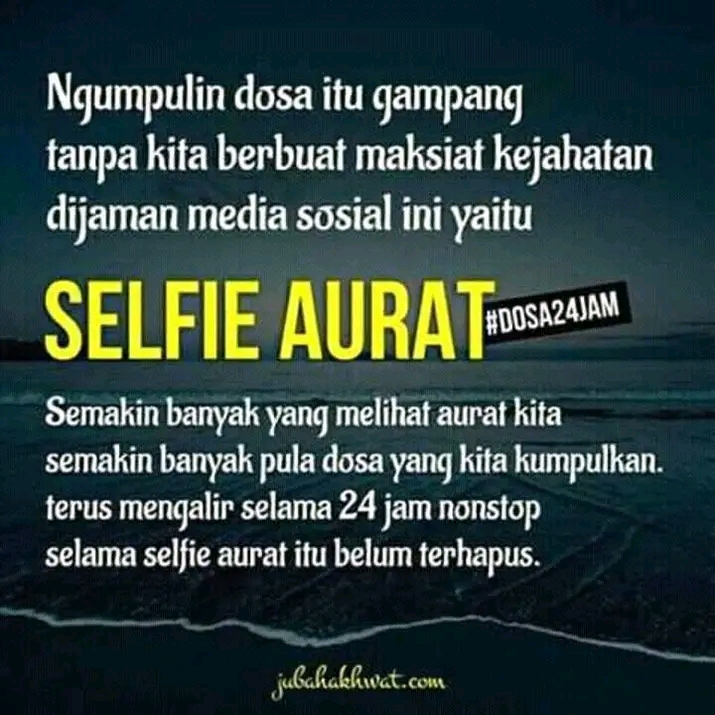 Ngumpulin dosa itu gampang
tanpa kita berbuat maksiat kejahatan
dijaman media sosial ini yaitu
SELFIE AURAT
#DOSA24JAM
Semakin banyak yang melihat aurat kita
semakin banyak pula dosa yang kita kumpulkan.
terus mengalir selama 24 jam nonstop
selama selfie aurat itu belum terhapus.
jubahakhwat.com